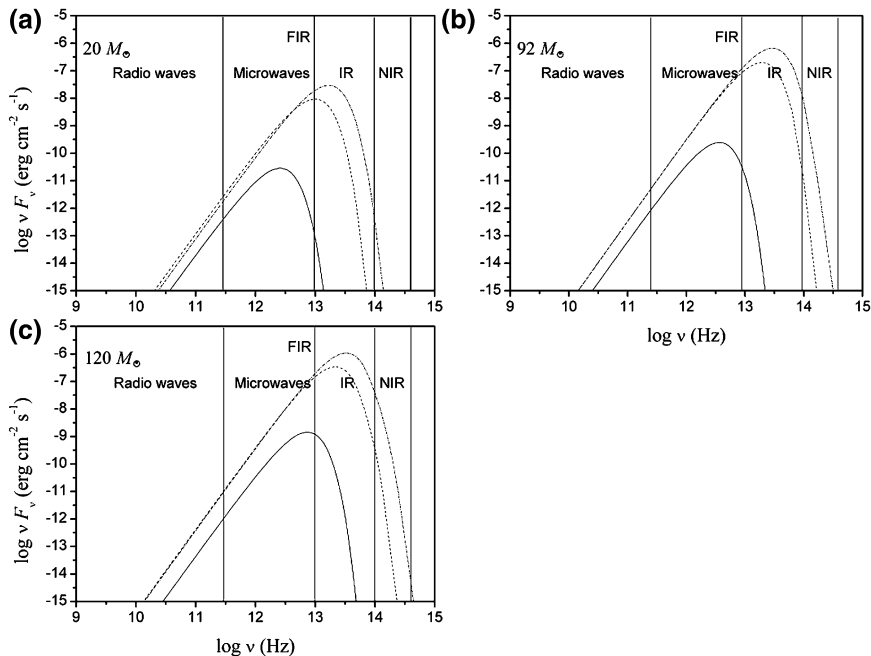 (a)
20 M☉
FIR
Radio waves
Microwaves
IR
NIR
log ν Fν (erg cm⁻² s⁻¹)
-5
-6
-7
-8
-9
-10
-11
-12
-13
-14
-15
9 10 11 12 13 14 15
(b)
92 M☉
FIR
Radio waves
Microwaves
IR
NIR
-5
-6
-7
-8
-9
-10
-11
-12
-13
-14
-15
9 10 11 12 13 14 15
log ν (Hz)
(c)
120 M☉
FIR
Radio waves
Microwaves
IR
NIR
log ν Fν (erg cm⁻² s⁻¹)
-5
-6
-7
-8
-9
-10
-11
-12
-13
-14
-15
9 10 11 12 13 14 15
log ν (Hz)